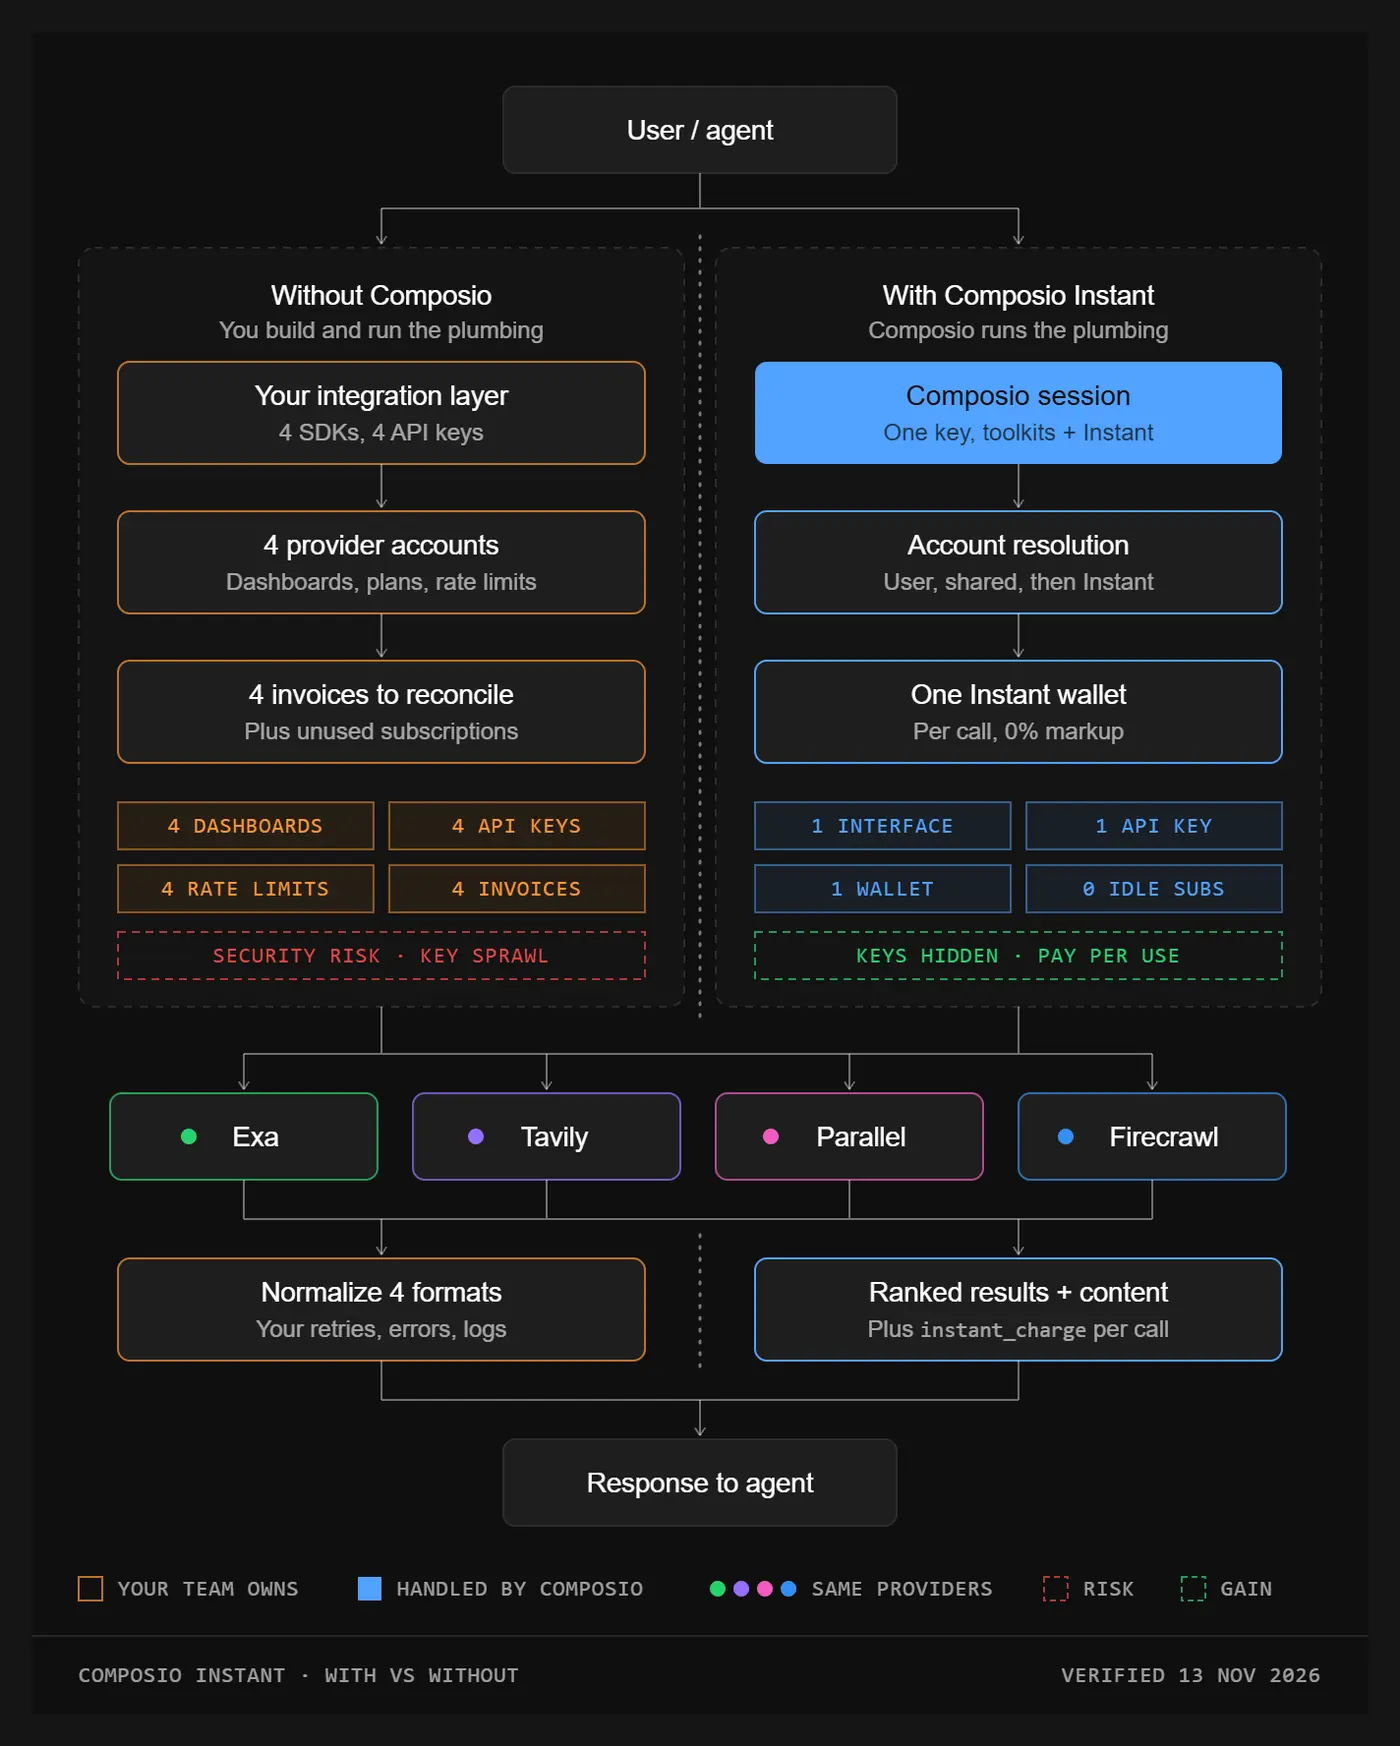 User / agent
Without Composio
You build and run the plumbing
Your integration layer
4 SDKs, 4 API keys
4 provider accounts
Dashboards, plans, rate limits
4 invoices to reconcile
Plus unused subscriptions
4 DASHBOARDS
4 API KEYS
4 RATE LIMITS
4 INVOICES
SECURITY RISK · KEY SPRAWL
With Composio Instant
Composio runs the plumbing
Composio session
One key, toolkits + Instant
Account resolution
User, shared, then Instant
One Instant wallet
Per call, 0% markup
1 INTERFACE
1 API KEY
1 WALLET
0 IDLE SUBS
KEYS HIDDEN · PAY PER USE
Exa
Tavily
Parallel
Firecrawl
Normalize 4 formats
Your retries, errors, logs
Ranked results + content
Plus instant_charge per call
Response to agent
YOUR TEAM OWNS
HANDLED BY COMPOSIO
SAME PROVIDERS
RISK
GAIN
COMPOSIO INSTANT · WITH VS WITHOUT
VERIFIED 13 NOV 2026